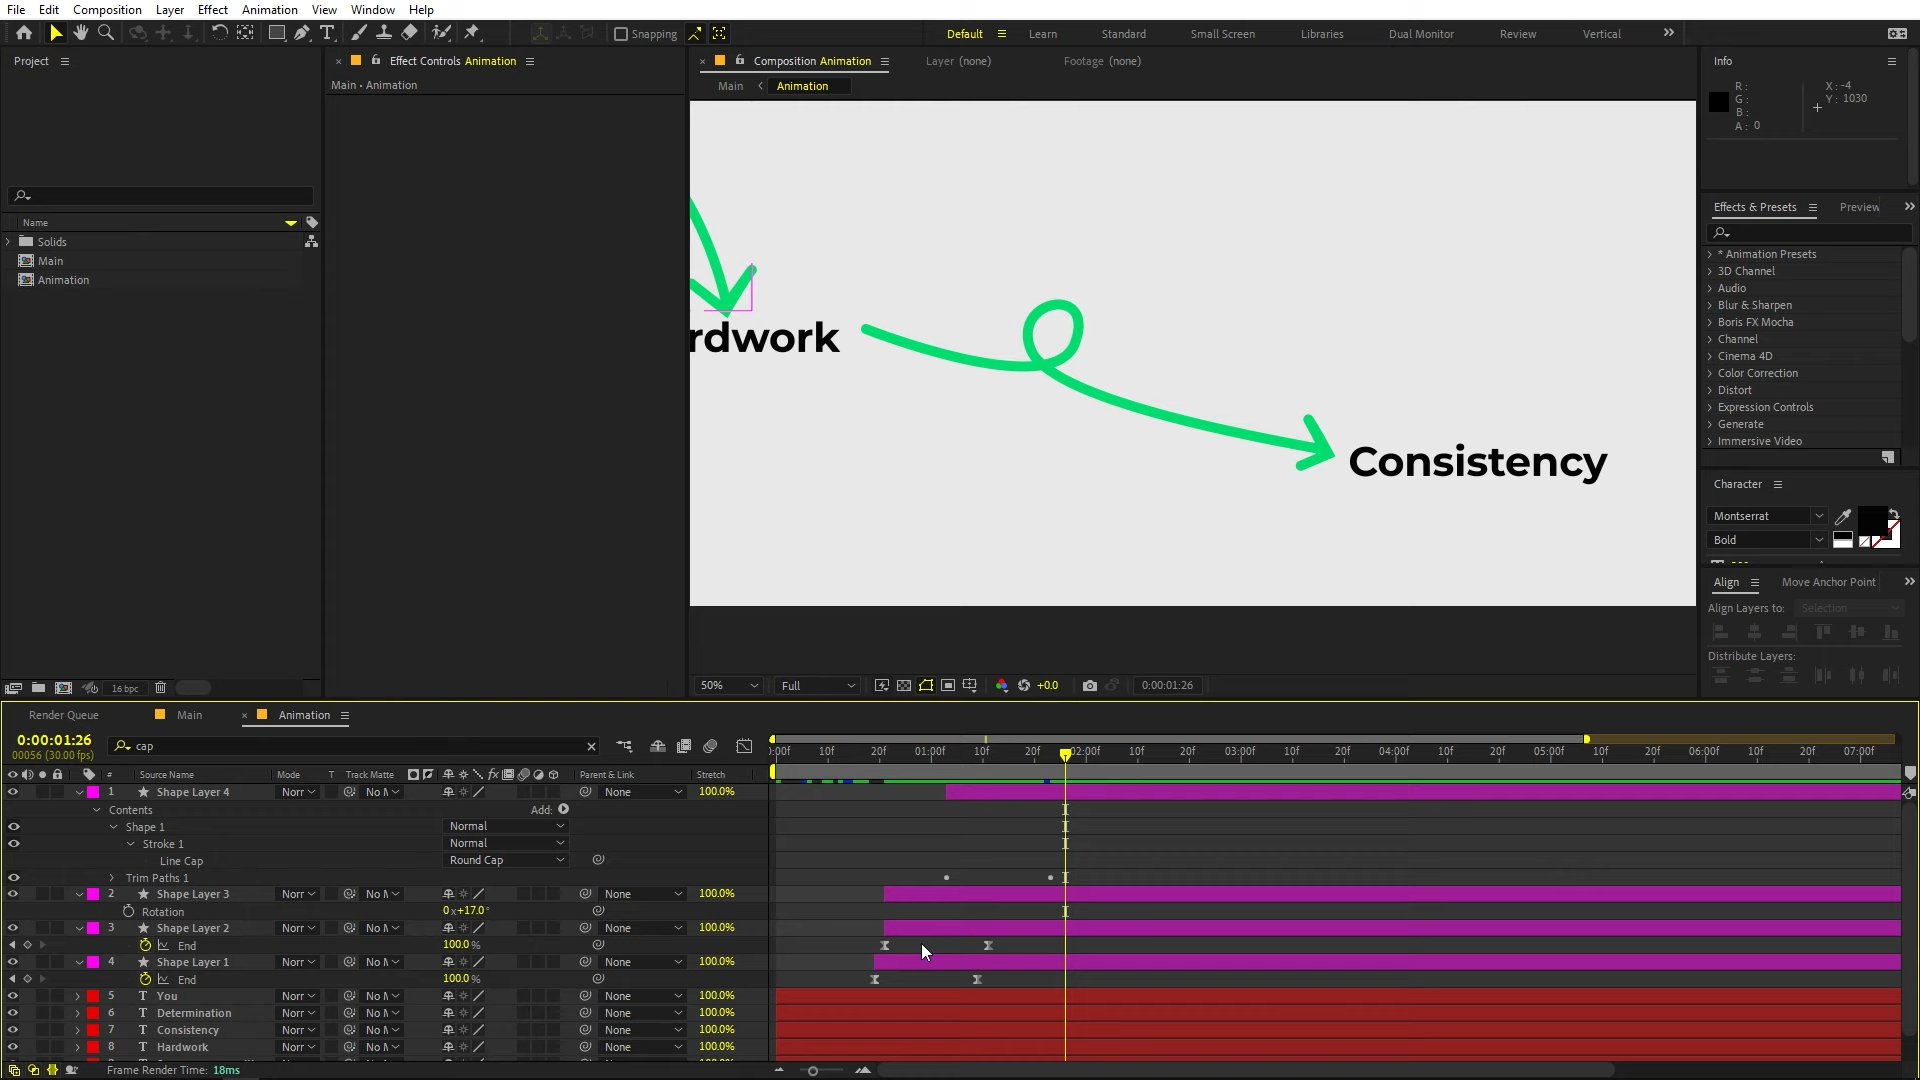 File Edit Composition Layer Effect Animation View Window Help
Snapping
Default Learn Standard Small Screen Libraries Dual Monitor Review Vertical
Project
Effect Controls Animation
Composition Animation
Layer (none)
Footage (none)
Info
Main • Animation
Main Animation
R :
G :
B :
A : 0
X : -4
Y : 1030
Effects & Presets
Preview
Name
Solids
Main
Animation
* Animation Presets
3D Channel
Audio
Blur & Sharpen
Boris FX Mocha
Channel
Cinema 4D
Color Correction
Distort
Expression Controls
Generate
Immersive Video
rdwork
Consistency
Character
Montserrat
Bold
Align
Move Anchor Point
Align Layers to:
Selection
Distribute Layers:
16 bpc
50%
Full
+0.0
0:00:01:26
Render Queue
Main
Animation
0:00:01:26
00056 (30.00 fps)
cap
:00f 10f 20f 01:00f 10f 20f 02:00f 10f 20f 03:00f 10f 20f 04:00f 10f 20f 05:00f 10f 20f 06:00f 10f 20f 07:00f
# Source Name Mode T Track Matte Parent & Link Stretch
1 Shape Layer 4 Norr No M None 100.0%
Contents Add:
Shape 1 Normal
Stroke 1 Normal
Line Cap Round Cap
Trim Paths 1
2 Shape Layer 3 Norr No M None 100.0%
Rotation 0x+17.0°
3 Shape Layer 2 Norr No M None 100.0%
End 100.0 %
4 Shape Layer 1 Norr No M None 100.0%
End 100.0 %
5 T You Norr No M None 100.0%
6 T Determination Norr No M None 100.0%
7 T Consistency Norr No M None 100.0%
8 T Hardwork Norr No M None 100.0%
Frame Render Time: 18ms